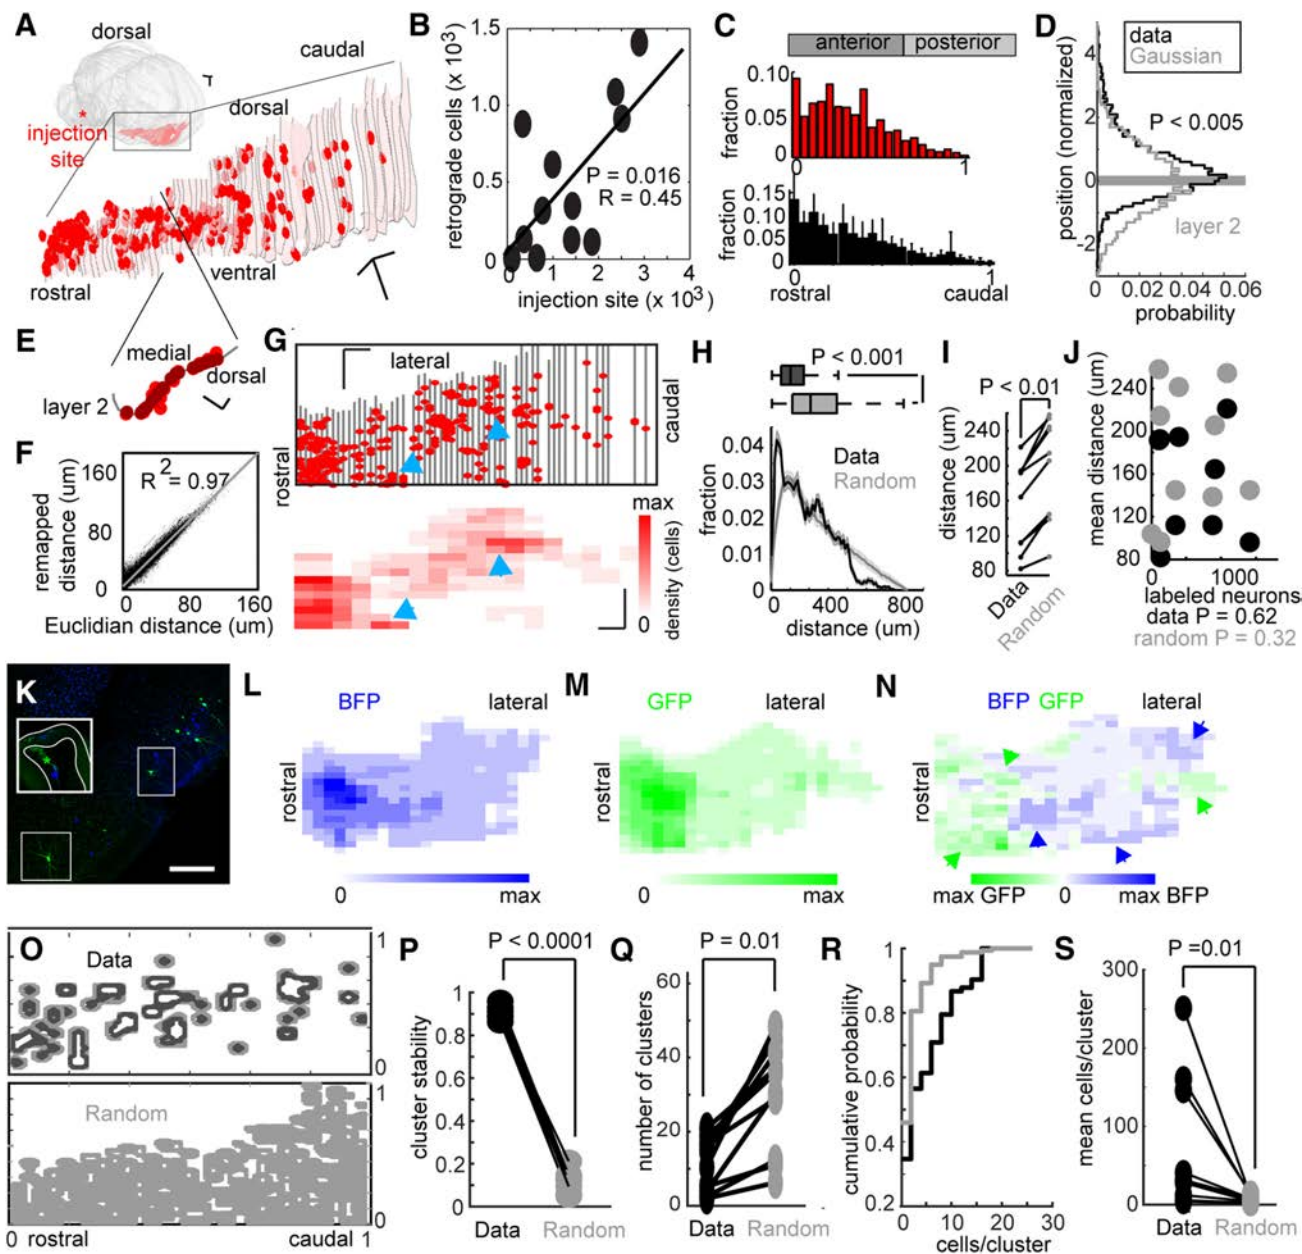 A
dorsal
caudal
dorsal
*
injection
site
ventral
rostral
B
retrograde cells (x 10³)
1.5
1.0
0.5
0
P = 0.016
R = 0.45
0 1 2 3 4
injection site (x 10³)
C
anterior posterior
fraction
0.10
0.05
0
0 1
fraction
0.15
0.10
0.05
0
0 1
rostral caudal
D
data
Gaussian
position (normalized)
4
2
0
-2
P < 0.005
layer 2
0 0.02 0.04 0.06
probability
E
medial
dorsal
layer 2
F
remapped
distance (um)
160
80
0
R² = 0.97
0 80 160
Euclidian distance (um)
G
lateral
rostral
caudal
max
density (cells)
0
H
P < 0.001
fraction
0.04
0.03
0.02
0.01
0
Data
Random
0 400 800
distance (um)
I
P < 0.01
distance (um)
240
200
160
120
80
Data
Random
J
mean distance (um)
240
200
160
120
80
0 1000
labeled neurons
data P = 0.62
random P = 0.32
K
*
L
BFP
lateral
rostral
0 max
M
GFP
lateral
rostral
0 max
N
BFP GFP lateral
rostral
0
max GFP max BFP
O
Data
1
0
Random
1
0
0 rostral caudal 1
P
P < 0.0001
cluster stability
1
0.8
0.6
0.4
0.2
0
Data Random
Q
P = 0.01
number of clusters
60
40
20
0
Data Random
R
cumulative probability
1
0.8
0.6
0.4
0.2
0 10 20 30
cells/cluster
S
P =0.01
mean cells/cluster
300
200
100
0
Data Random